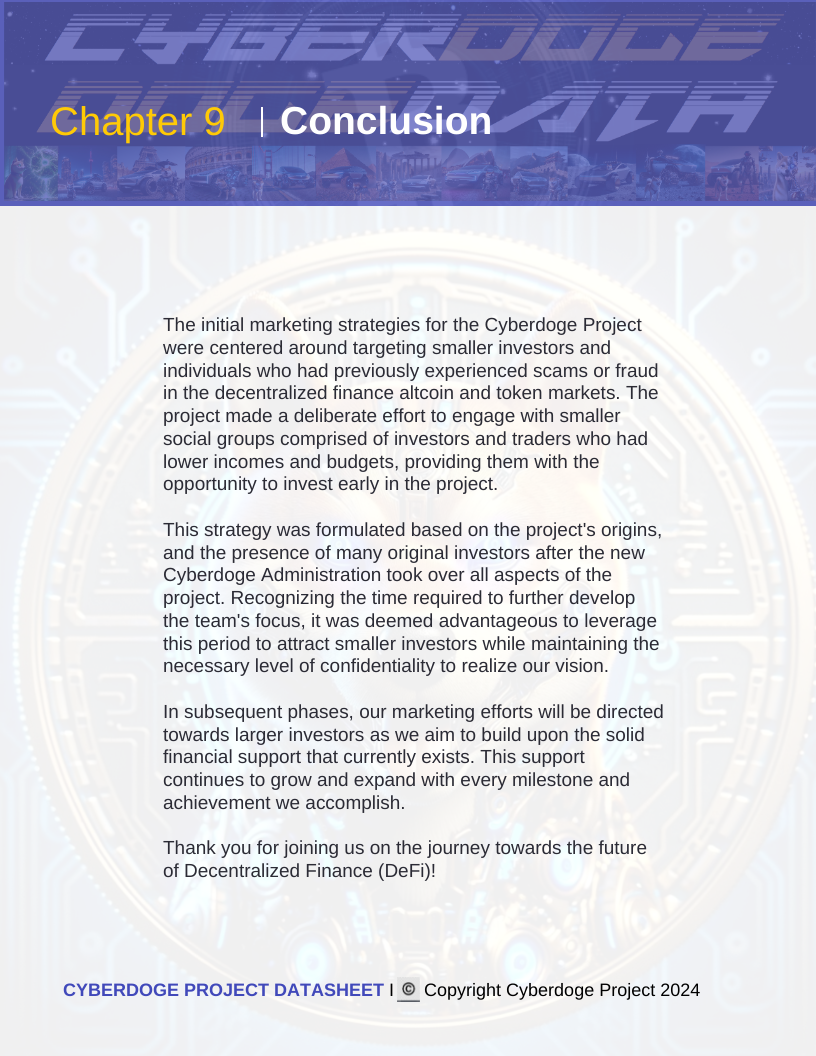 CYBERDOGE
DOGEDATA
Chapter 9 | Conclusion
The initial marketing strategies for the Cyberdoge Project
were centered around targeting smaller investors and
individuals who had previously experienced scams or fraud
in the decentralized finance altcoin and token markets. The
project made a deliberate effort to engage with smaller
social groups comprised of investors and traders who had
lower incomes and budgets, providing them with the
opportunity to invest early in the project.
This strategy was formulated based on the project's origins,
and the presence of many original investors after the new
Cyberdoge Administration took over all aspects of the
project. Recognizing the time required to further develop
the team's focus, it was deemed advantageous to leverage
this period to attract smaller investors while maintaining the
necessary level of confidentiality to realize our vision.
In subsequent phases, our marketing efforts will be directed
towards larger investors as we aim to build upon the solid
financial support that currently exists. This support
continues to grow and expand with every milestone and
achievement we accomplish.
Thank you for joining us on the journey towards the future
of Decentralized Finance (DeFi)!
CYBERDOGE PROJECT DATASHEET I © Copyright Cyberdoge Project 2024